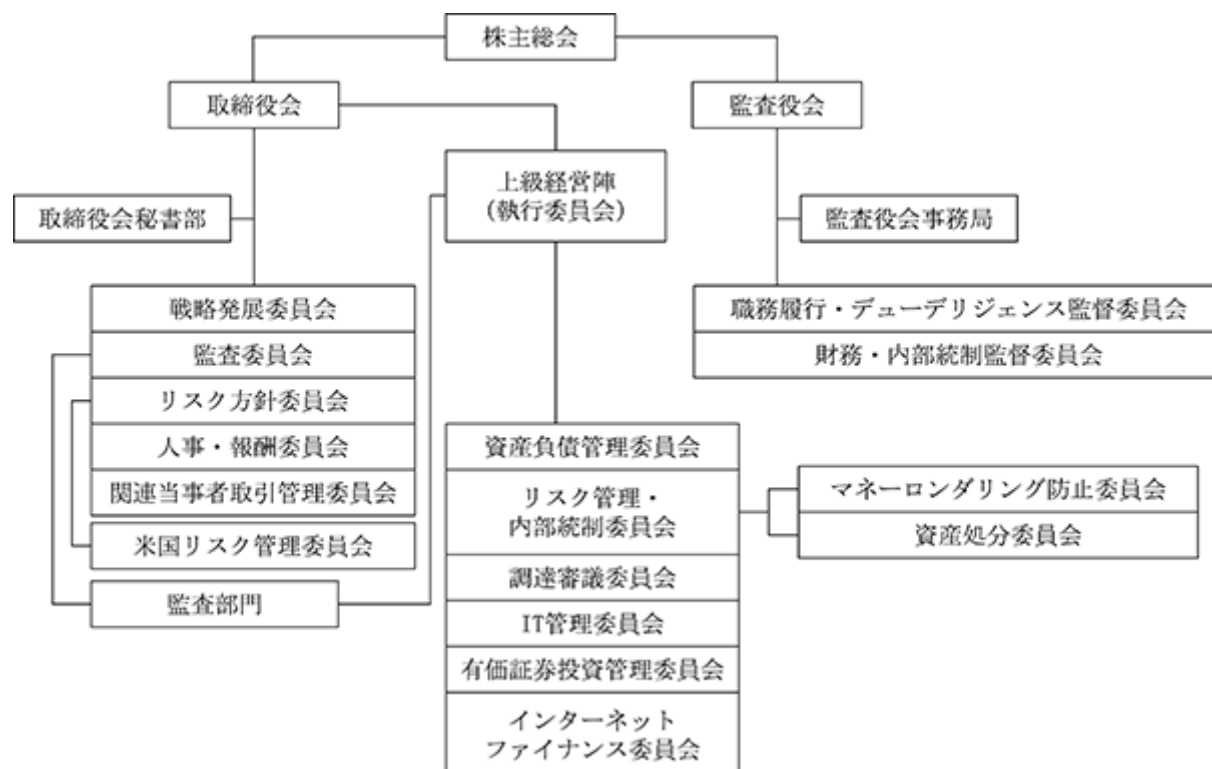 株主総会
取締役会
監査役会
上級経営陣
(執行委員会)
取締役会秘書部
監査役会事務局
戦略発展委員会
監査委員会
リスク方針委員会
人事・報酬委員会
関連当事者取引管理委員会
米国リスク管理委員会
監査部門
職務履行・デューデリジェンス監督委員会
財務・内部統制監督委員会
資産負債管理委員会
リスク管理・
内部統制委員会
調達審議委員会
IT管理委員会
有価証券投資管理委員会
インターネット
ファイナンス委員会
マネーロンダリング防止委員会
資産処分委員会